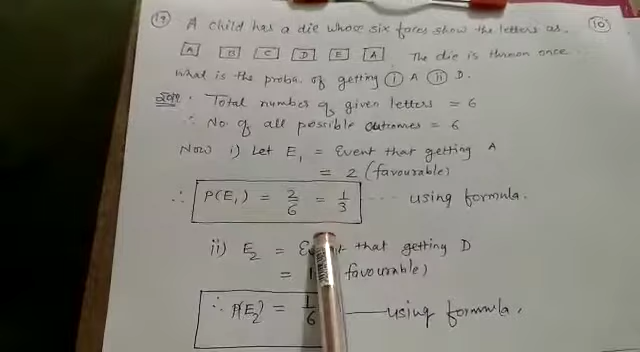 19 A child has a die whose six faces show the letters as. 10
A B C D E A The die is thrown once
What is the proba. of getting i A ii D.
Soln. Total number of given letters = 6
∴ No. of all possible outcomes = 6
Now i) Let E₁ = Event that getting A
= 2 (favourable)
∴ P(E₁) = 2/6 = 1/3 ---- using formula.
ii) E₂ = that getting D
= favourable)
∴ P(E₂) = 1/6 —— using formula.